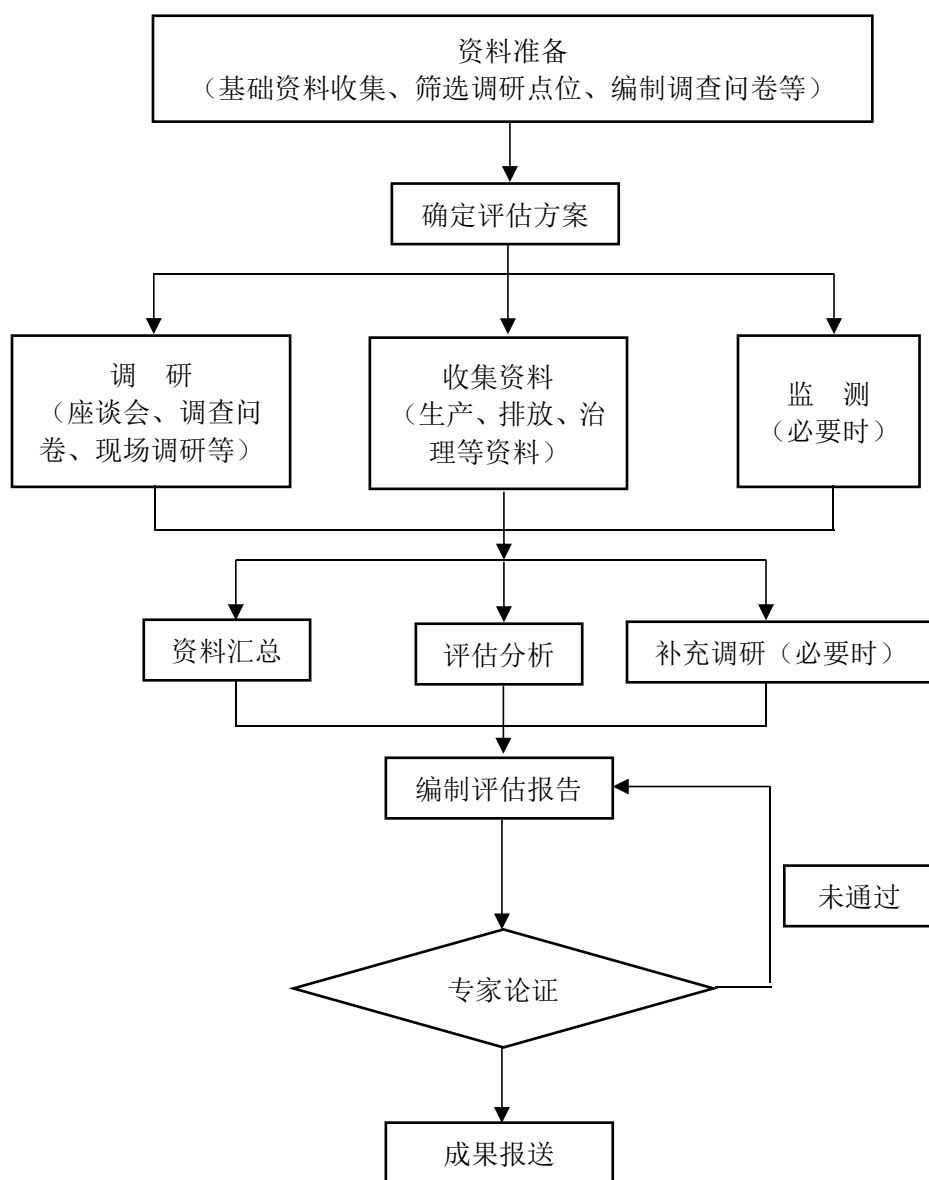 资料准备
（基础资料收集、筛选调研点位、编制调查问卷等）
确定评估方案
调　研
（座谈会、调查问
卷、现场调研等）
收集资料
（生产、排放、治
理等资料）
监　测
（必要时）
资料汇总
评估分析
补充调研（必要时）
编制评估报告
未通过
专家论证
成果报送